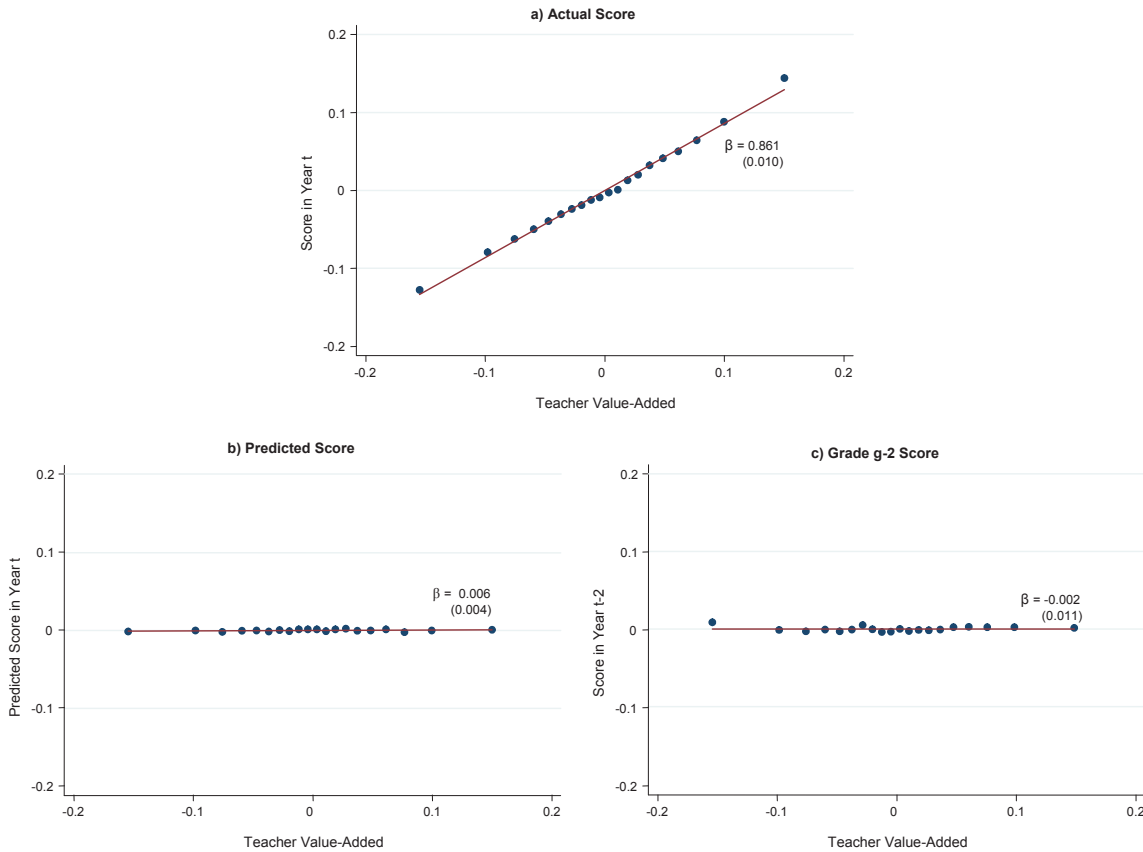 a) Actual Score
0.2
0.1
0
-0.1
-0.2
Score in Year t
β = 0.861
(0.010)
-0.2 -0.1 0 0.1 0.2
Teacher Value-Added
b) Predicted Score
0.2
0.1
0
-0.1
-0.2
Predicted Score in Year t
β = 0.006
(0.004)
-0.2 -0.1 0 0.1 0.2
Teacher Value-Added
c) Grade g-2 Score
0.2
0.1
0
-0.1
-0.2
Score in Year t-2
β = -0.002
(0.011)
-0.2 -0.1 0 0.1 0.2
Teacher Value-Added